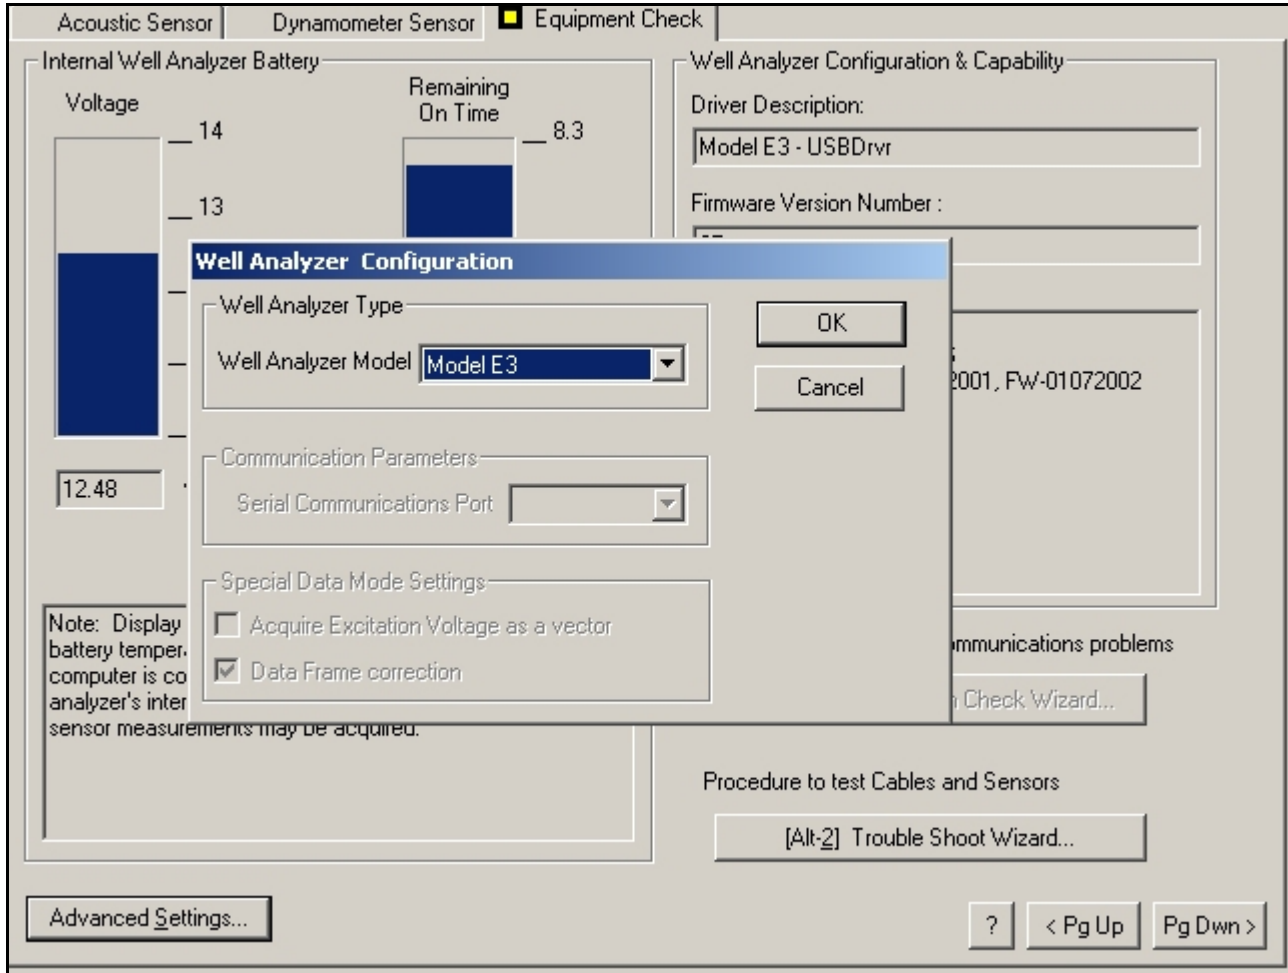 Acoustic Sensor
Dynamometer Sensor
Equipment Check
Internal Well Analyzer Battery
Voltage
14
13
12.48
Remaining
On Time
8.3
Note: Display
battery temper
computer is co
analyzer's inter
sensor measurements may be acquired.
Well Analyzer Configuration & Capability
Driver Description:
Model E3 - USBDrvr
Firmware Version Number :
2001, FW-01072002
mmunications problems
Check Wizard...
Procedure to test Cables and Sensors
[Alt-2] Trouble Shoot Wizard...
Well Analyzer Configuration
Well Analyzer Type
Well Analyzer Model
Model E3
OK
Cancel
Communication Parameters
Serial Communications Port
Special Data Mode Settings
Acquire Excitation Voltage as a vector
Data Frame correction
Advanced Settings...
?
< Pg Up
Pg Dwn >